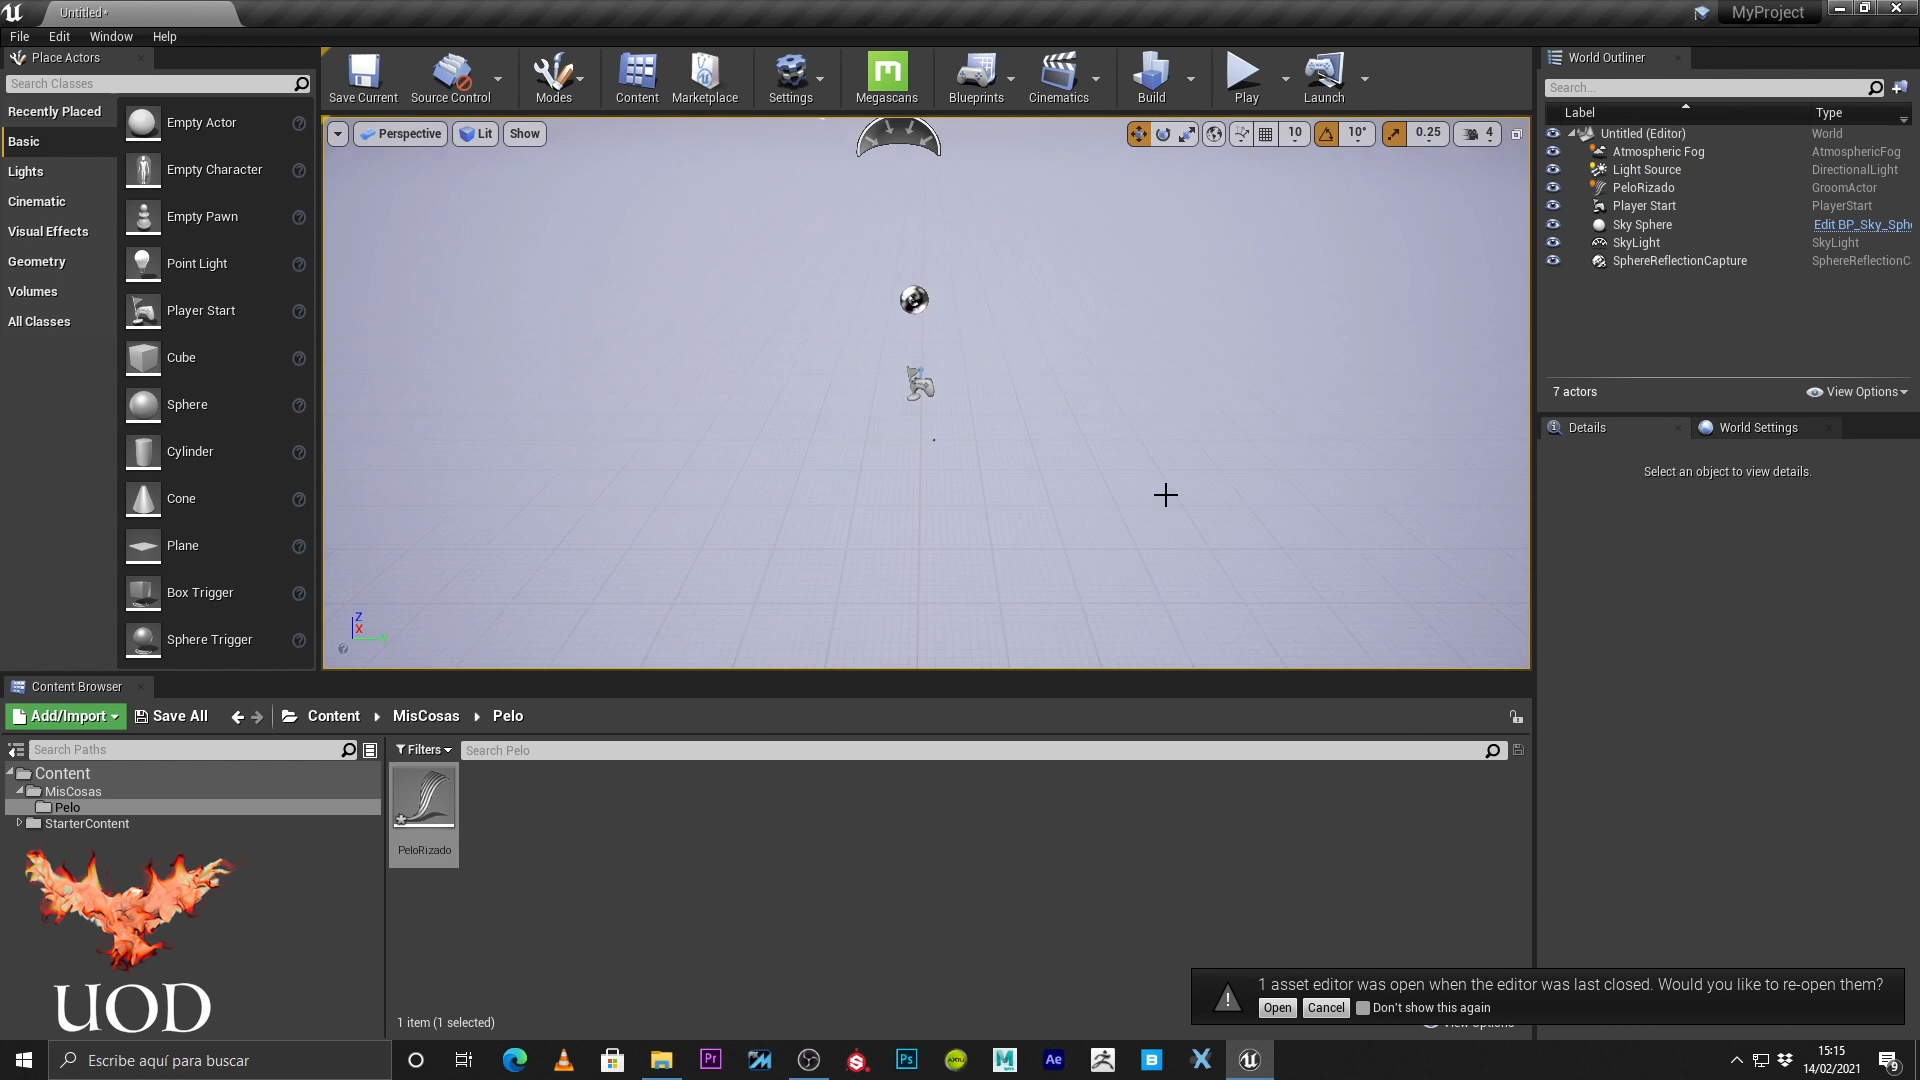 Untitled*
MyProject
File Edit Window Help
Place Actors
Search Classes
Recently Placed
Basic
Lights
Cinematic
Visual Effects
Geometry
Volumes
All Classes
Empty Actor
Empty Character
Empty Pawn
Point Light
Player Start
Cube
Sphere
Cylinder
Cone
Plane
Box Trigger
Sphere Trigger
Save Current Source Control Modes Content Marketplace Settings Megascans Blueprints Cinematics Build Play Launch
Perspective Lit Show
10 10° 0.25 4
Z
X
World Outliner
Search...
Label Type
Untitled (Editor) World
Atmospheric Fog AtmosphericFog
Light Source DirectionalLight
PeloRizado GroomActor
Player Start PlayerStart
Sky Sphere Edit BP_Sky_Sph
SkyLight SkyLight
SphereReflectionCapture SphereReflectionC
7 actors View Options
Details World Settings
Select an object to view details.
Content Browser
Add/Import Save All Content MisCosas Pelo
Search Paths
Filters Search Pelo
Content
MisCosas
Pelo
StarterContent
PeloRizado
UOD
1 item (1 selected)
View Options
1 asset editor was open when the editor was last closed. Would you like to re-open them?
Open Cancel Don't show this again
Escribe aquí para buscar
Pr
Ps
Ae
15:15
14/02/2021
9